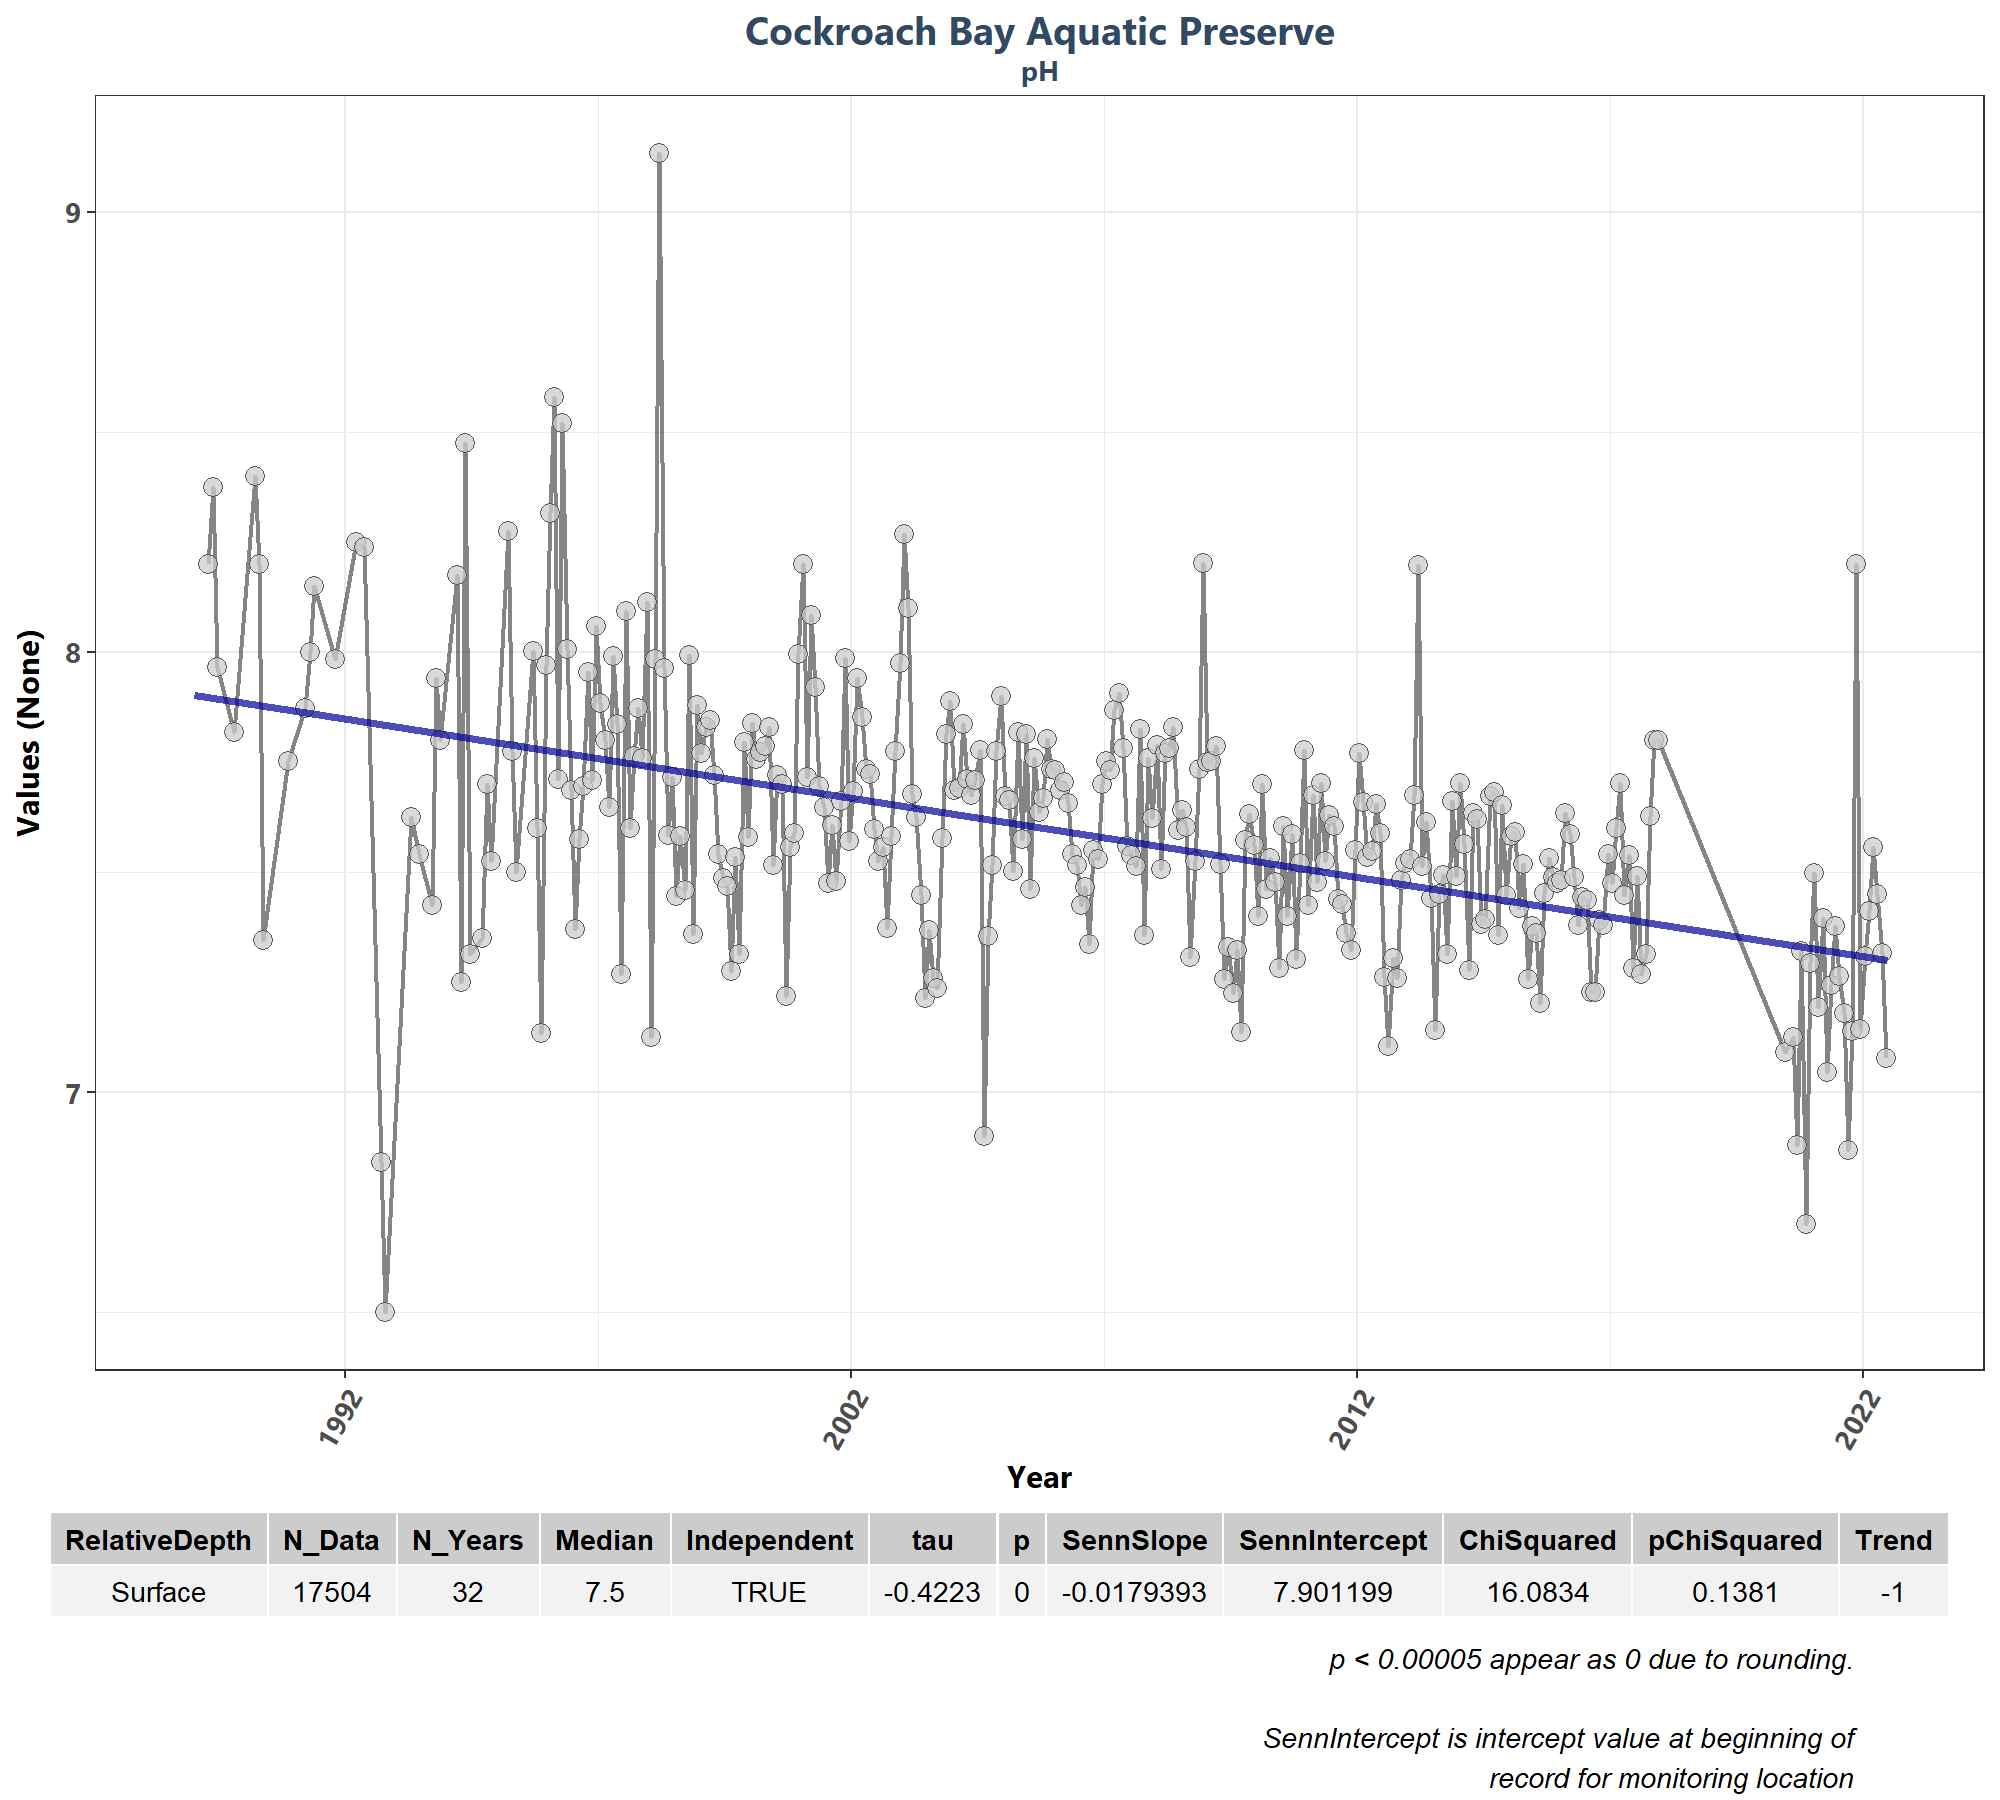 Cockroach Bay Aquatic Preserve
pH
Values (None)
9
8
7
1992
2002
2012
2022
Year
RelativeDepth N_Data N_Years Median Independent tau p SennSlope SennIntercept ChiSquared pChiSquared Trend
Surface 17504 32 7.5 TRUE -0.4223 0 -0.0179393 7.901199 16.0834 0.1381 -1
p < 0.00005 appear as 0 due to rounding.
SennIntercept is intercept value at beginning of
record for monitoring location